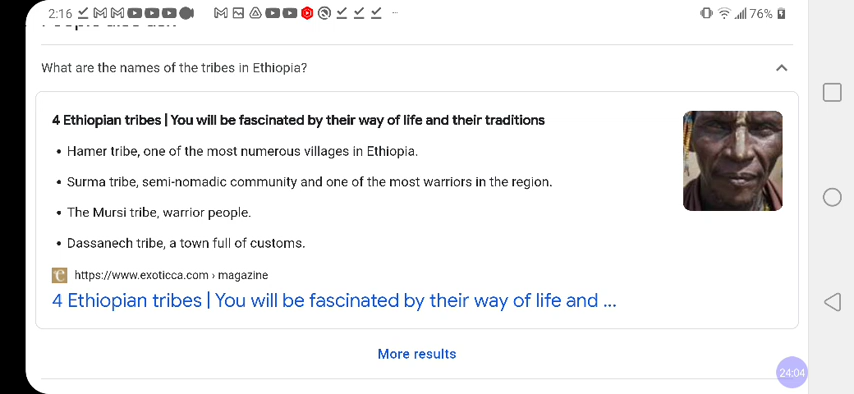 2:16
76%
What are the names of the tribes in Ethiopia?
4 Ethiopian tribes | You will be fascinated by their way of life and their traditions
• Hamer tribe, one of the most numerous villages in Ethiopia.
• Surma tribe, semi-nomadic community and one of the most warriors in the region.
• The Mursi tribe, warrior people.
• Dassanech tribe, a town full of customs.
https://www.exoticca.com › magazine
4 Ethiopian tribes | You will be fascinated by their way of life and ...
More results
24:04